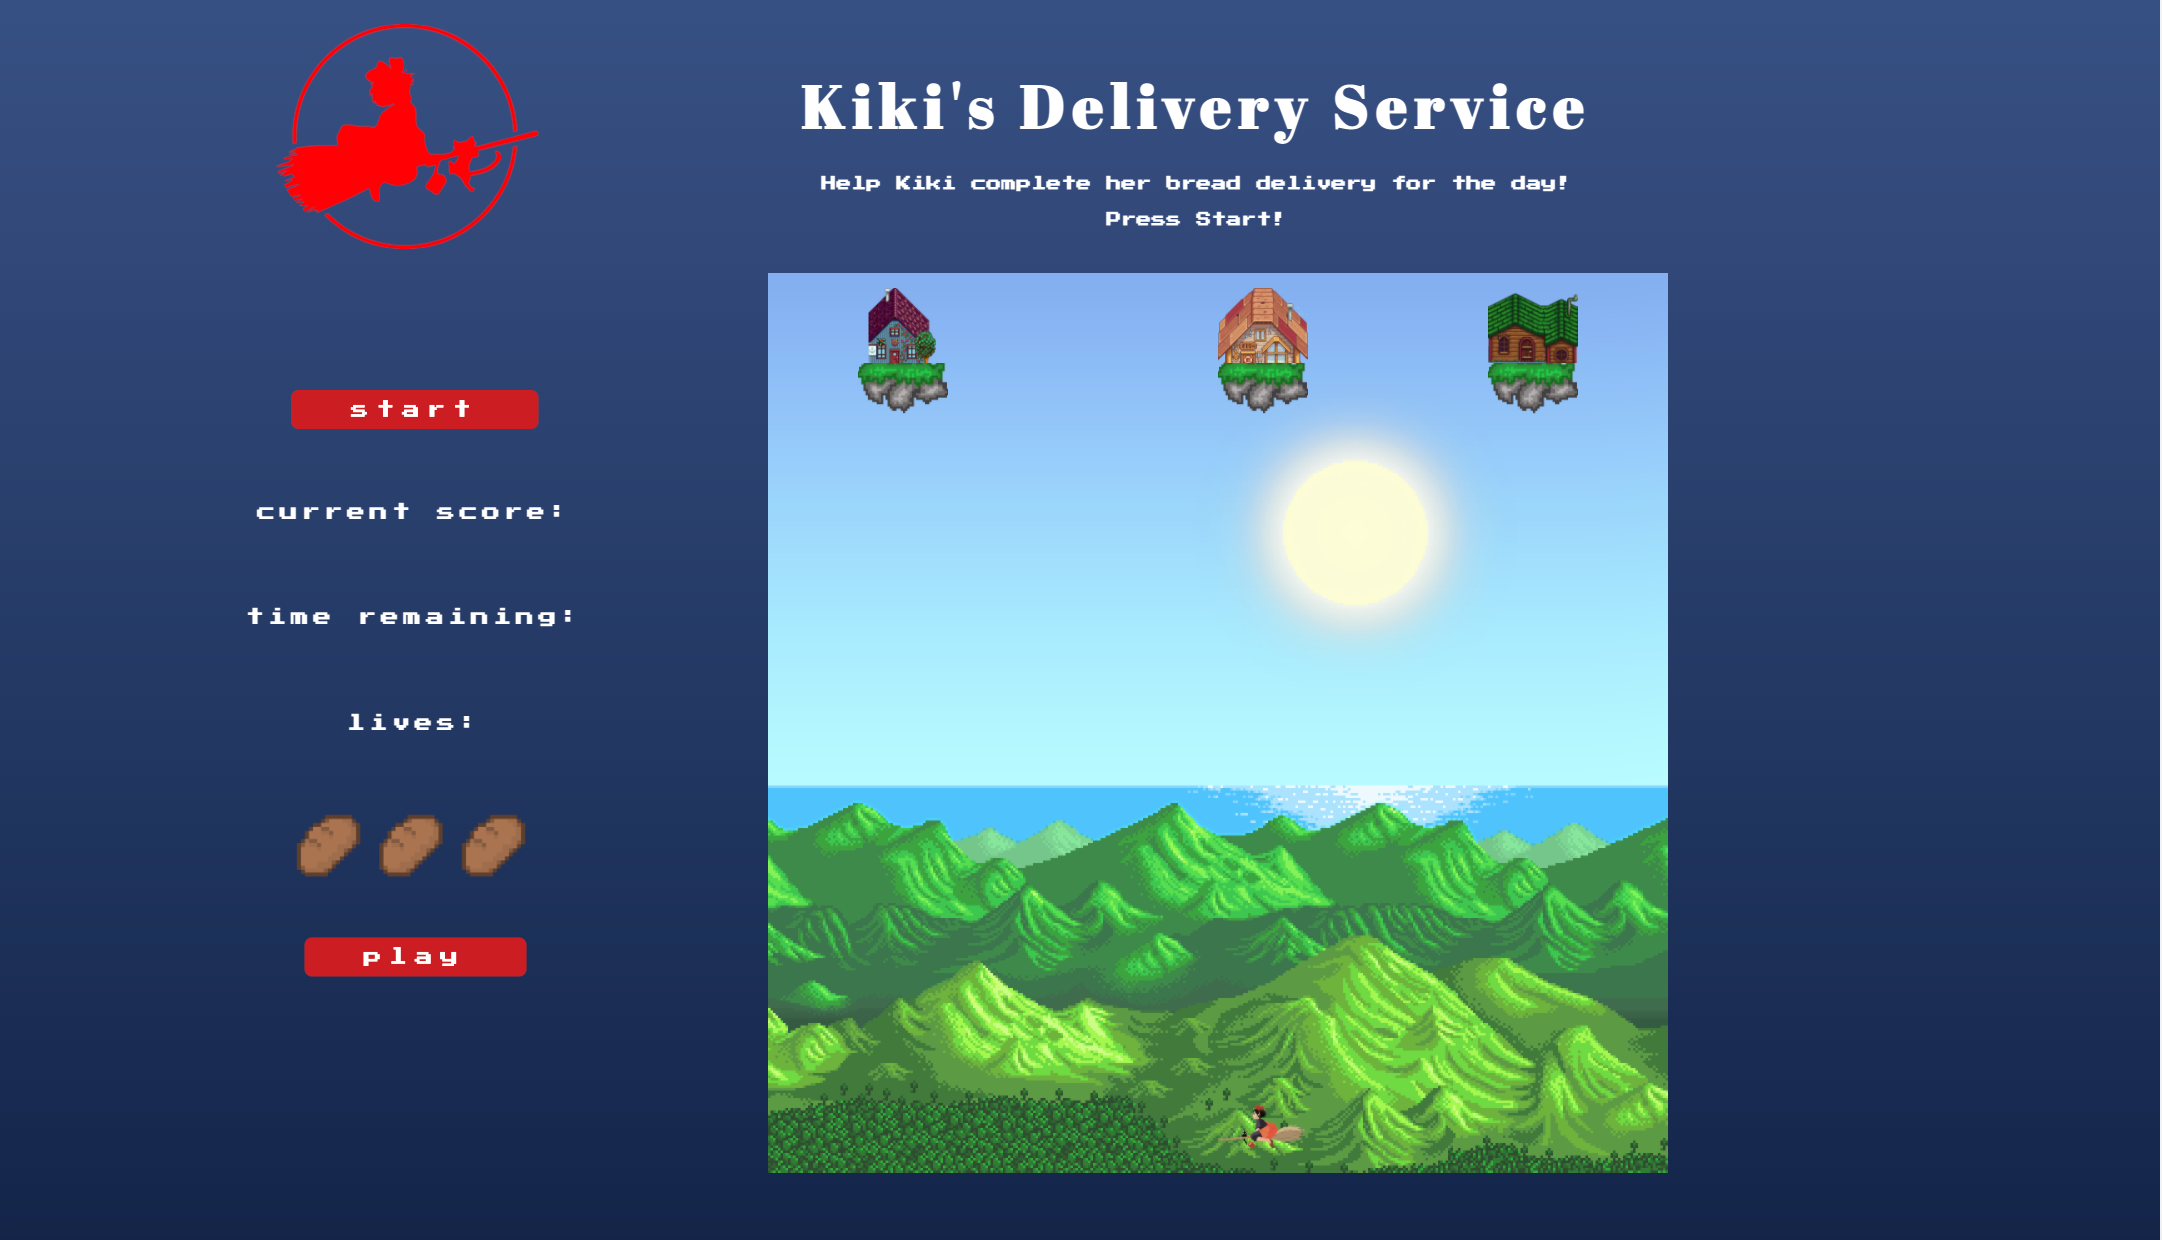 Kiki's Delivery Service
Help Kiki complete her bread delivery for the day!
Press Start!
start
current score:
time remaining:
lives:
play